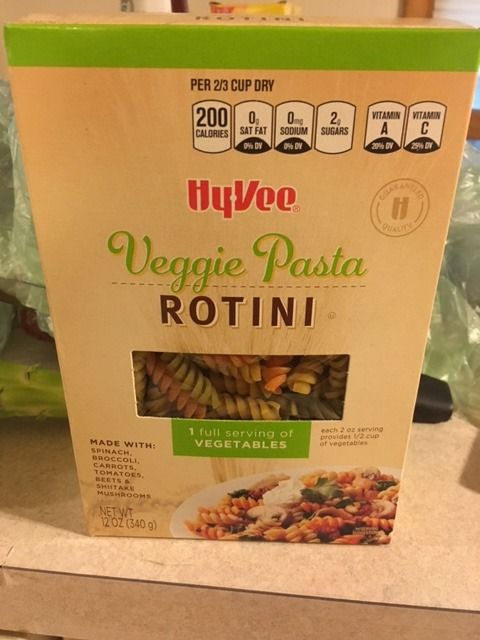 ROTINI
PER 2/3 CUP DRY
200 CALORIES
0g SAT FAT 0% DV
0mg SODIUM 0% DV
2g SUGARS
VITAMIN A 20% DV
VITAMIN C 25% DV
HyVee®
GUARANTEED
H
QUALITY
Veggie Pasta
ROTINI
1 full serving of
VEGETABLES
each 2 oz serving
provides 1/2 cup
of vegetables
MADE WITH:
SPINACH,
BROCCOLI,
CARROTS,
TOMATOES,
BEETS &
SHIITAKE
MUSHROOMS
NET WT
12 OZ (340 g)